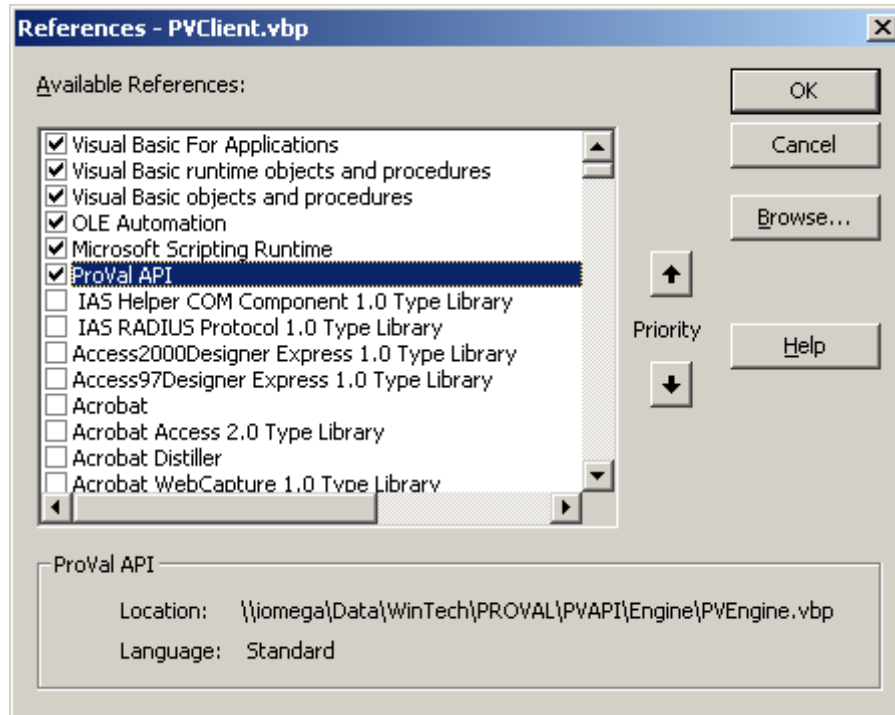 References - PVClient.vbp
Available References:
Visual Basic For Applications
Visual Basic runtime objects and procedures
Visual Basic objects and procedures
OLE Automation
Microsoft Scripting Runtime
ProVal API
IAS Helper COM Component 1.0 Type Library
IAS RADIUS Protocol 1.0 Type Library
Access2000Designer Express 1.0 Type Library
Access97Designer Express 1.0 Type Library
Acrobat
Acrobat Access 2.0 Type Library
Acrobat Distiller
Acrobat WebCapture 1.0 Type Library
Priority
OK
Cancel
Browse...
Help
ProVal API
Location: \\iomega\Data\WinTech\PROVAL\PVAPI\Engine\PVEngine.vbp
Language: Standard